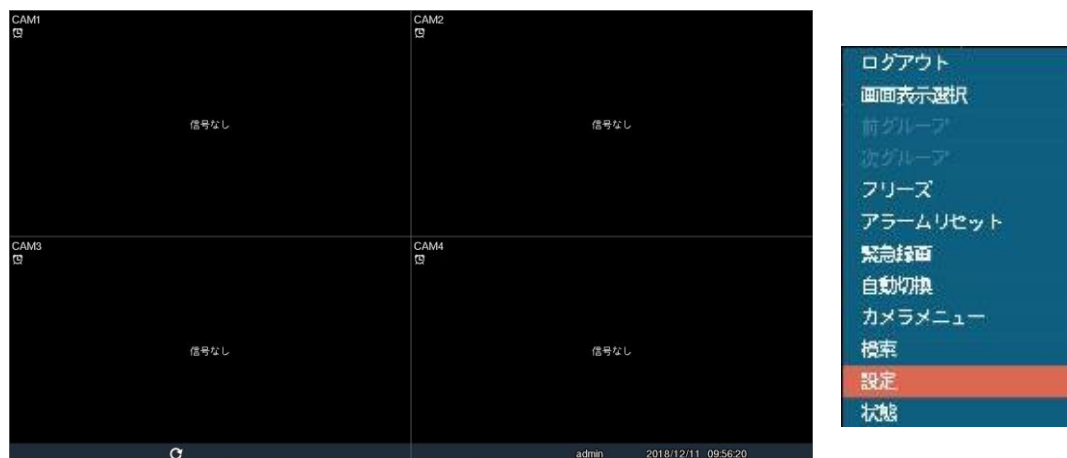 CAM1
CAM2
信号なし
信号なし
CAM3
CAM4
信号なし
信号なし
admin 2018/12/11 09:56:20
ログアウト
画面表示選択
前グループ
次グループ
フリーズ
アラームリセット
緊急録画
自動切換
カメラメニュー
検索
設定
状態